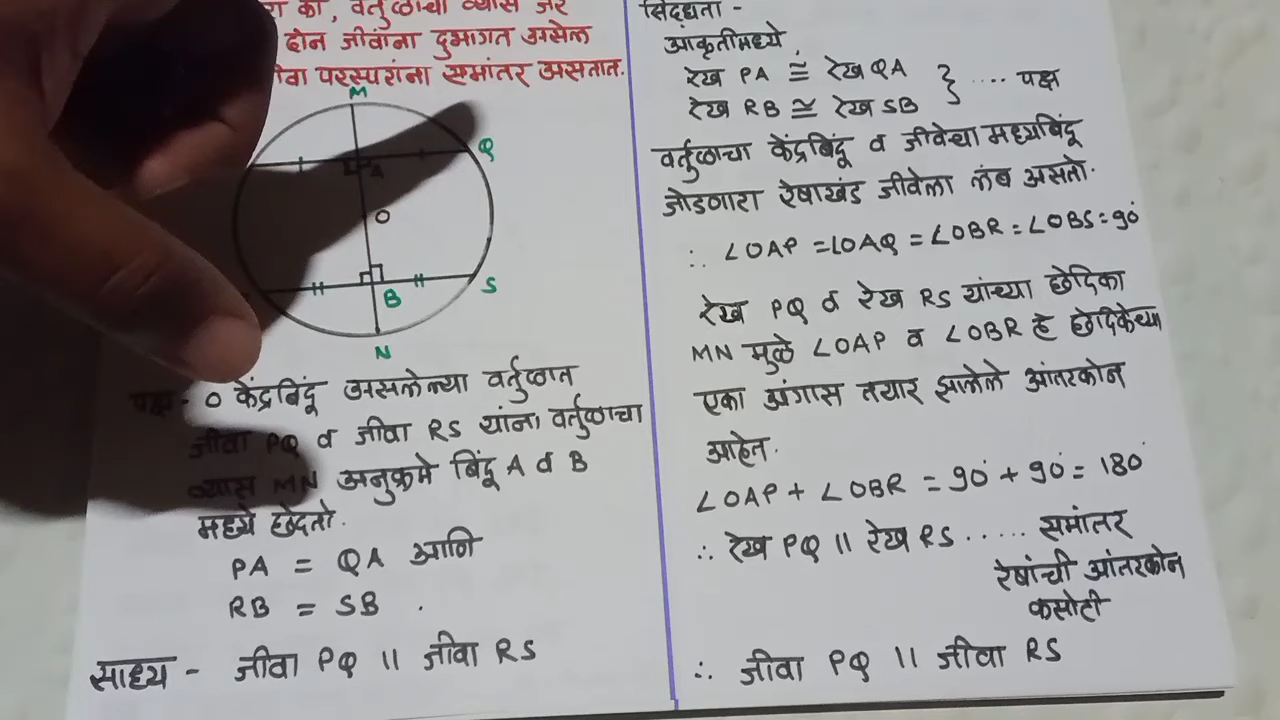 की, वर्तुळाचा व्यास जर
दोन जीवांना दुभागत असेल
परस्परांना समांतर असतात.
M
Q
A
O
B
S
N
पक्ष - O केंद्रबिंदू असलेल्या वर्तुळात
जीवा PQ व जीवा RS यांना वर्तुळाचा
व्यास MN अनुक्रमे बिंदू A व B
मध्ये छेदतो.
PA = QA आणि
RB = SB .
साध्य - जीवा PQ || जीवा RS
सिद्धता -
आकृतीमध्ये,
रेख PA ≅ रेख QA
रेख RB ≅ रेख SB } .... पक्ष
वर्तुळाचा केंद्रबिंदू व जीवेचा मध्यबिंदू
जोडणारा रेषाखंड जीवेला लंब असतो.
∴ ∠OAP = ∠OAQ = ∠OBR = ∠OBS = 90°
रेख PQ व रेख RS यांच्या छेदिका
MN मुळे ∠OAP व ∠OBR हे छेदिकेच्या
एका अंगास तयार झालेले आंतरकोन
आहेत.
∠OAP + ∠OBR = 90° + 90° = 180°
∴ रेख PQ || रेख RS ..... समांतर
रेषांची आंतरकोन
कसोटी
∴ जीवा PQ || जीवा RS